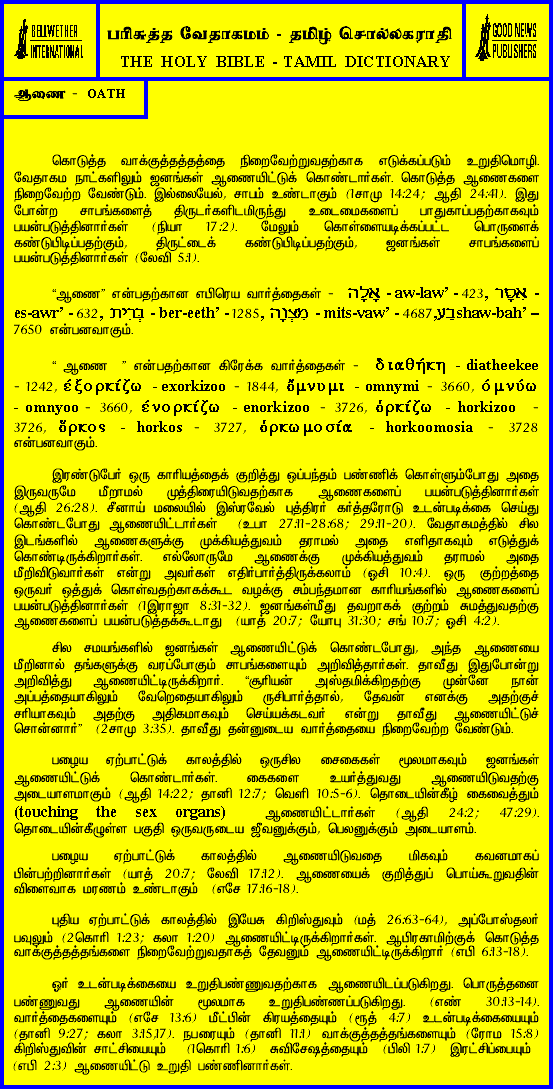 BELLWETHER
INTERNATIONAL
பரிசுத்த வேதாகமம் - தமிழ் சொல்லகராதி
THE HOLY BIBLE - TAMIL DICTIONARY
GOOD NEWS
PUBLISHERS
ஆணை - OATH
கொடுத்த வாக்குத்தத்தத்தை நிறைவேற்றுவதற்காக எடுக்கப்படும் உறுதிமொழி.
வேதாகம நாட்களிலும் ஜனங்கள் ஆணையிட்டுக் கொண்டார்கள். கொடுத்த ஆணைகளை
நிறைவேற்ற வேண்டும். இல்லையேல், சாபம் உண்டாகும் (1சாமு 14:24; ஆதி 24:41). இது
போன்ற சாபங்களைத் திருடர்களிடமிருந்து உடைமைகளைப் பாதுகாப்பதற்காகவும்
பயன்படுத்தினார்கள் (நியா 17:2). மேலும் கொள்ளையடிக்கப்பட்ட பொருளைக்
கண்டுபிடிப்பதற்கும், திருட்டைக் கண்டுபிடிப்பதற்கும், ஜனங்கள் சாபங்களைப்
பயன்படுத்தினார்கள் (லேவி 5:1).
“ஆணை” என்பதற்கான எபிரெய வார்த்தைகள் - אָלָה - aw-law’ - 423, אִסָּר -
es-awr’ - 632, בְּרִית - ber-eeth’ - 1285, מִצְוָה - mits-vaw’ - 4687, shaw-bah’ –
7650 என்பனவாகும்.
“ ஆணை ” என்பதற்கான கிரேக்க வார்த்தைகள் - διαθήκη - diatheekee
- 1242, ἐξορκίζω - exorkizoo - 1844, ὄμνυμι - omnymi - 3660, ὀμνύω
- omnyoo - 3660, ἐνορκίζω - enorkizoo - 3726, ὁρκίζω - horkizoo -
3726, ὅρκος - horkos - 3727, ὁρκωμοσία - horkoomosia - 3728
என்பனவாகும்.
இரண்டுபேர் ஒரு காரியத்தைக் குறித்து ஒப்பந்தம் பண்ணிக் கொள்ளும்போது அதை
இருவருமே மீறாமல் முத்திரையிடுவதற்காக ஆணைகளைப் பயன்படுத்தினார்கள்
(ஆதி 26:28). சீனாய் மலையில் இஸ்ரவேல் புத்திரர் கர்த்தரோடு உடன்படிக்கை செய்து
கொண்டபோது ஆணையிட்டார்கள் (உபா 27:11-28:68; 29:11-20). வேதாகமத்தில் சில
இடங்களில் ஆணைகளுக்கு முக்கியத்துவம் தராமல் அதை எளிதாகவும் எடுத்துக்
கொண்டிருக்கிறார்கள். எல்லோருமே ஆணைக்கு முக்கியத்துவம் தராமல் அதை
மீறிவிடுவார்கள் என்று அவர்கள் எதிர்பார்த்திருக்கலாம் (ஓசி 10:4). ஒரு குற்றத்தை
ஒருவர் ஒத்துக் கொள்வதற்காகக்கூட வழக்கு சம்பந்தமான காரியங்களில் ஆணைகளைப்
பயன்படுத்தினார்கள் (1இராஜா 8:31-32). ஜனங்கள்மீது தவறாகக் குற்றம் சுமத்துவதற்கு
ஆணைகளைப் பயன்படுத்தக்கூடாது (யாத் 20:7; யோபு 31:30; சங் 10:7; ஓசி 4:2).
சில சமயங்களில் ஜனங்கள் ஆணையிட்டுக் கொண்டபோது, அந்த ஆணையை
மீறினால் தங்களுக்கு வரப்போகும் சாபங்களையும் அறிவித்தார்கள். தாவீது இதுபோன்று
அறிவித்து ஆணையிட்டிருக்கிறார். “சூரியன் அஸ்தமிக்கிறதற்கு முன்னே நான்
அப்பத்தையாகிலும் வேறெதையாகிலும் ருசிபார்த்தால், தேவன் எனக்கு அதற்குச்
சரியாகவும் அதற்கு அதிகமாகவும் செய்யக்கடவர் என்று தாவீது ஆணையிட்டுச்
சொன்னார்” (2சாமு 3:35). தாவீது தன்னுடைய வார்த்தையை நிறைவேற்ற வேண்டும்.
பழைய ஏற்பாட்டுக் காலத்தில் ஒருசில சைகைகள் மூலமாகவும் ஜனங்கள்
ஆணையிட்டுக் கொண்டார்கள். கைகளை உயர்த்துவது ஆணையிடுவதற்கு
அடையாளமாகும் (ஆதி 14:22; தானி 12:7; வெளி 10:5-6). தொடையின்கீழ் கைவைத்தும்
(touching the sex organs) ஆணையிட்டார்கள் (ஆதி 24:2; 47:29).
தொடையின்கீழுள்ள பகுதி ஒருவருடைய ஜீவனுக்கும், பெலனுக்கும் அடையாளம்.
பழைய ஏற்பாட்டுக் காலத்தில் ஆணையிடுவதை மிகவும் கவனமாகப்
பின்பற்றினார்கள் (யாத் 20:7; லேவி 17:12). ஆணையைக் குறித்துப் பொய்கூறுவதின்
விளைவாக மரணம் உண்டாகும் (எசே 17:16-18).
புதிய ஏற்பாட்டுக் காலத்தில் இயேசு கிறிஸ்துவும் (மத் 26:63-64), அப்போஸ்தலர்
பவுலும் (2கொரி 1:23; கலா 1:20) ஆணையிட்டிருக்கிறார்கள். ஆபிரகாமிற்குக் கொடுத்த
வாக்குத்தத்தங்களை நிறைவேற்றுவதாகத் தேவனும் ஆணையிட்டிருக்கிறார் (எபி 6:13-18).
ஓர் உடன்படிக்கையை உறுதிபண்ணுவதற்காக ஆணையிடப்படுகிறது. பொருத்தனை
பண்ணுவது ஆணையின் மூலமாக உறுதிபண்ணப்படுகிறது. (எண் 30:13-14).
வார்த்தைகளையும் (எசே 13:6) மீட்பின் கிரயத்தையும் (ரூத் 4:7) உடன்படிக்கையையும்
(தானி 9:27; கலா 3:15,17). நபரையும் (தானி 11:1) வாக்குத்தத்தங்களையும் (ரோம 15:8)
கிறிஸ்துவின் சாட்சியையும் (1கொரி 1:6) சுவிசேஷத்தையும் (பிலி 1:7) இரட்சிப்பையும்
(எபி 2:3) ஆணையிட்டு உறுதி பண்ணினார்கள்.